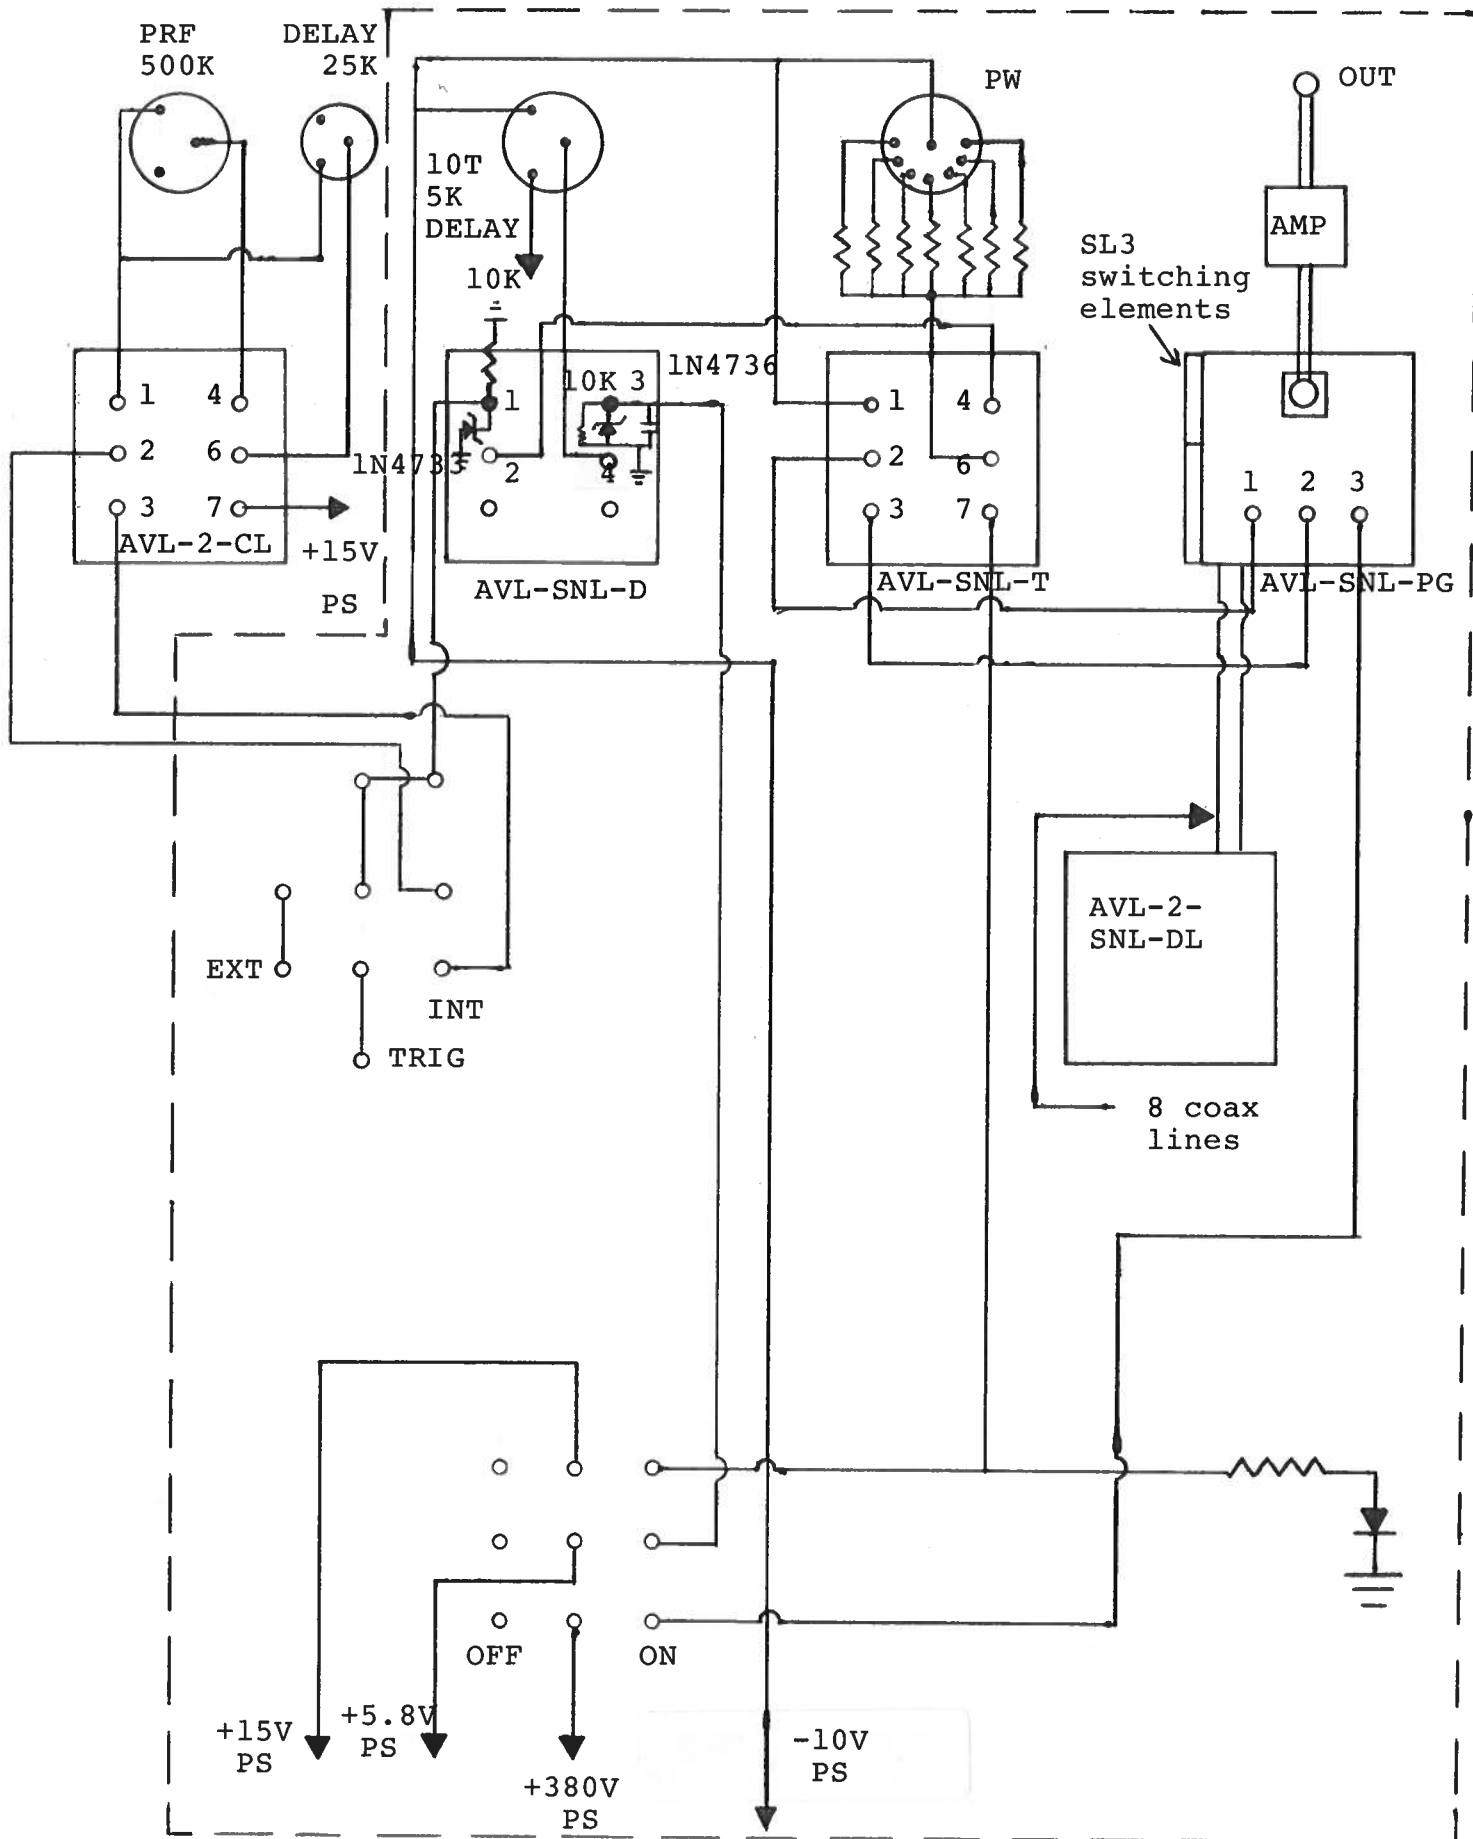 PRF
500K
DELAY
25K
10T
5K
DELAY
PW
OUT
AMP
SL3
switching
elements
10K
1N4736
10K 3
1
2
4
1N4733
AVL-SNL-D
1 4
2 6
3 7
AVL-2-CL
+15V
PS
1 4
2 6
3 7
AVL-SNL-T
1 2 3
AVL-SNL-PG
AVL-2-
SNL-DL
8 coax
lines
EXT
INT
TRIG
OFF
ON
+15V
PS
+5.8V
PS
+380V
PS
-10V
PS